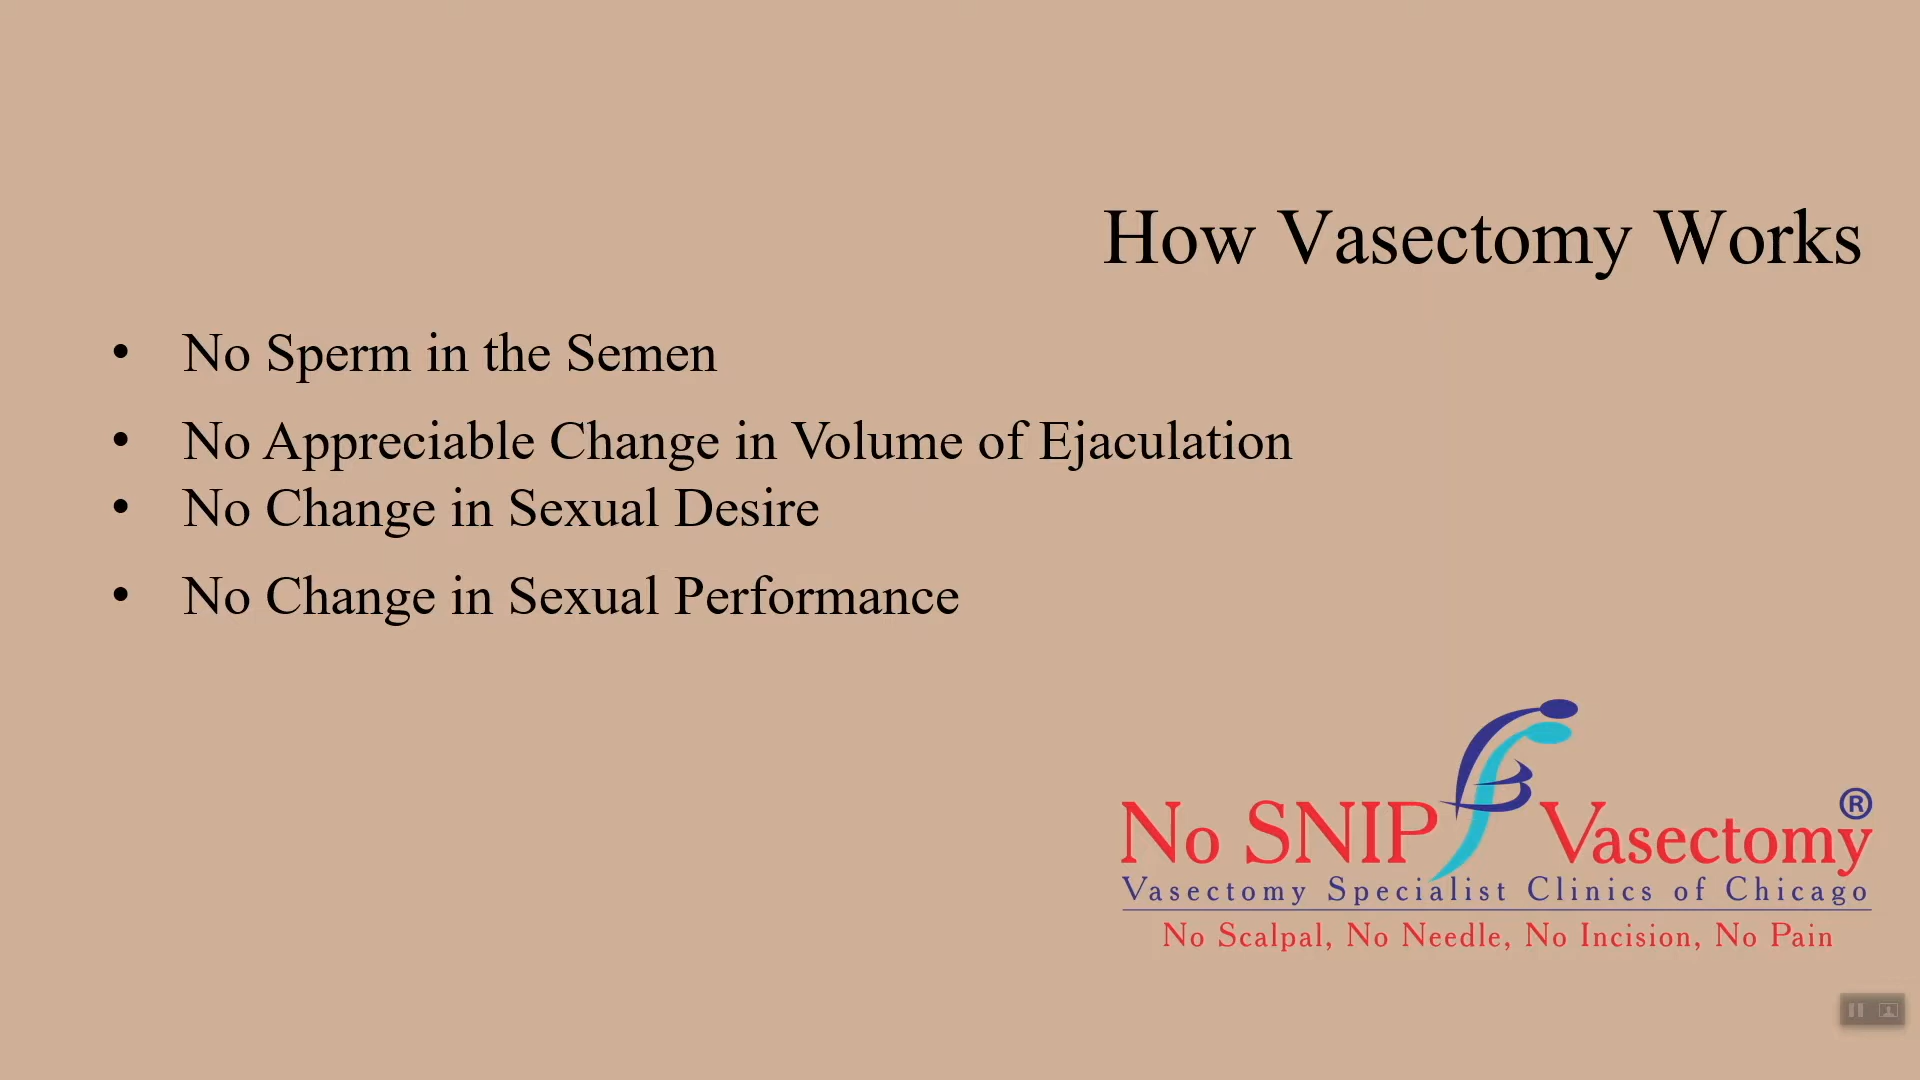 How Vasectomy Works
• No Sperm in the Semen
• No Appreciable Change in Volume of Ejaculation
• No Change in Sexual Desire
• No Change in Sexual Performance
No SNIP Vasectomy ®
Vasectomy Specialist Clinics of Chicago
No Scalpal, No Needle, No Incision, No Pain